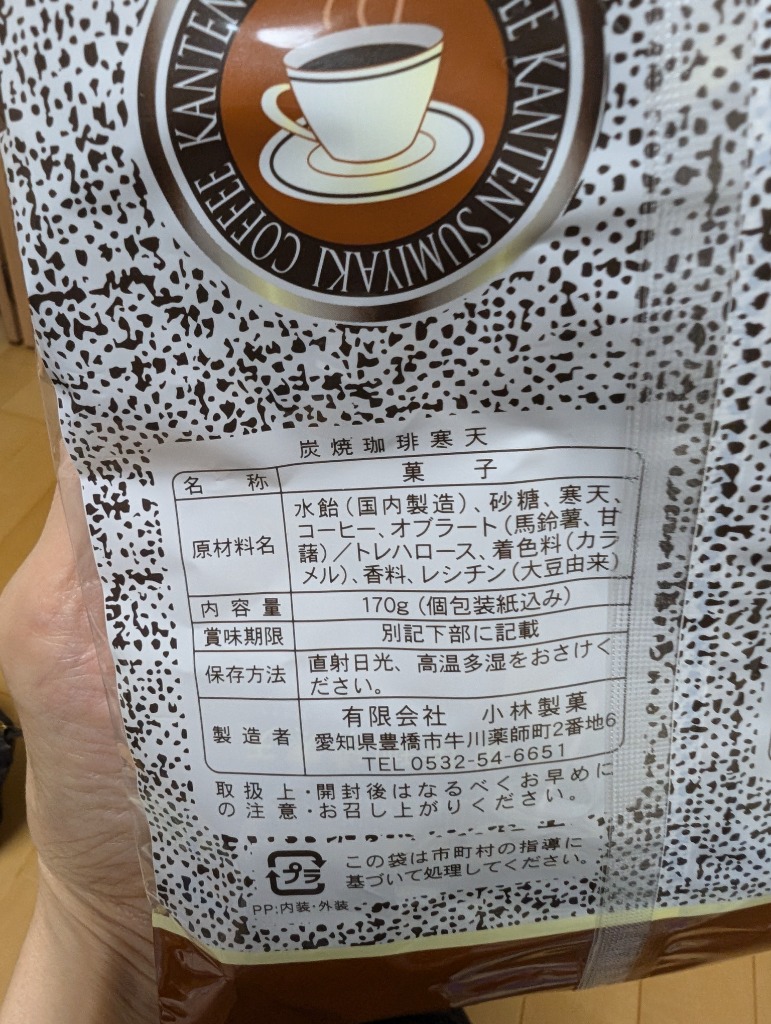 COFFEE KANTEN SUMIYAKI COFFEE KANTEN
炭焼珈琲寒天
名称 菓子
原材料名 水飴(国内製造)、砂糖、寒天、
コーヒー、オブラート(馬鈴薯、甘
藷)／トレハロース、着色料(カラ
メル)、香料、レシチン(大豆由来)
内容量 170g(個包装紙込み)
賞味期限 別記下部に記載
保存方法 直射日光、高温多湿をおさけく
ださい。
製造者 有限会社 小林製菓
愛知県豊橋市牛川薬師町2番地6
TEL 0532-54-6651
取扱上・開封後はなるべくお早めに
の注意・お召し上がりください。
プラ
この袋は市町村の指導に
基づいて処理してください。
PP:内装・外装